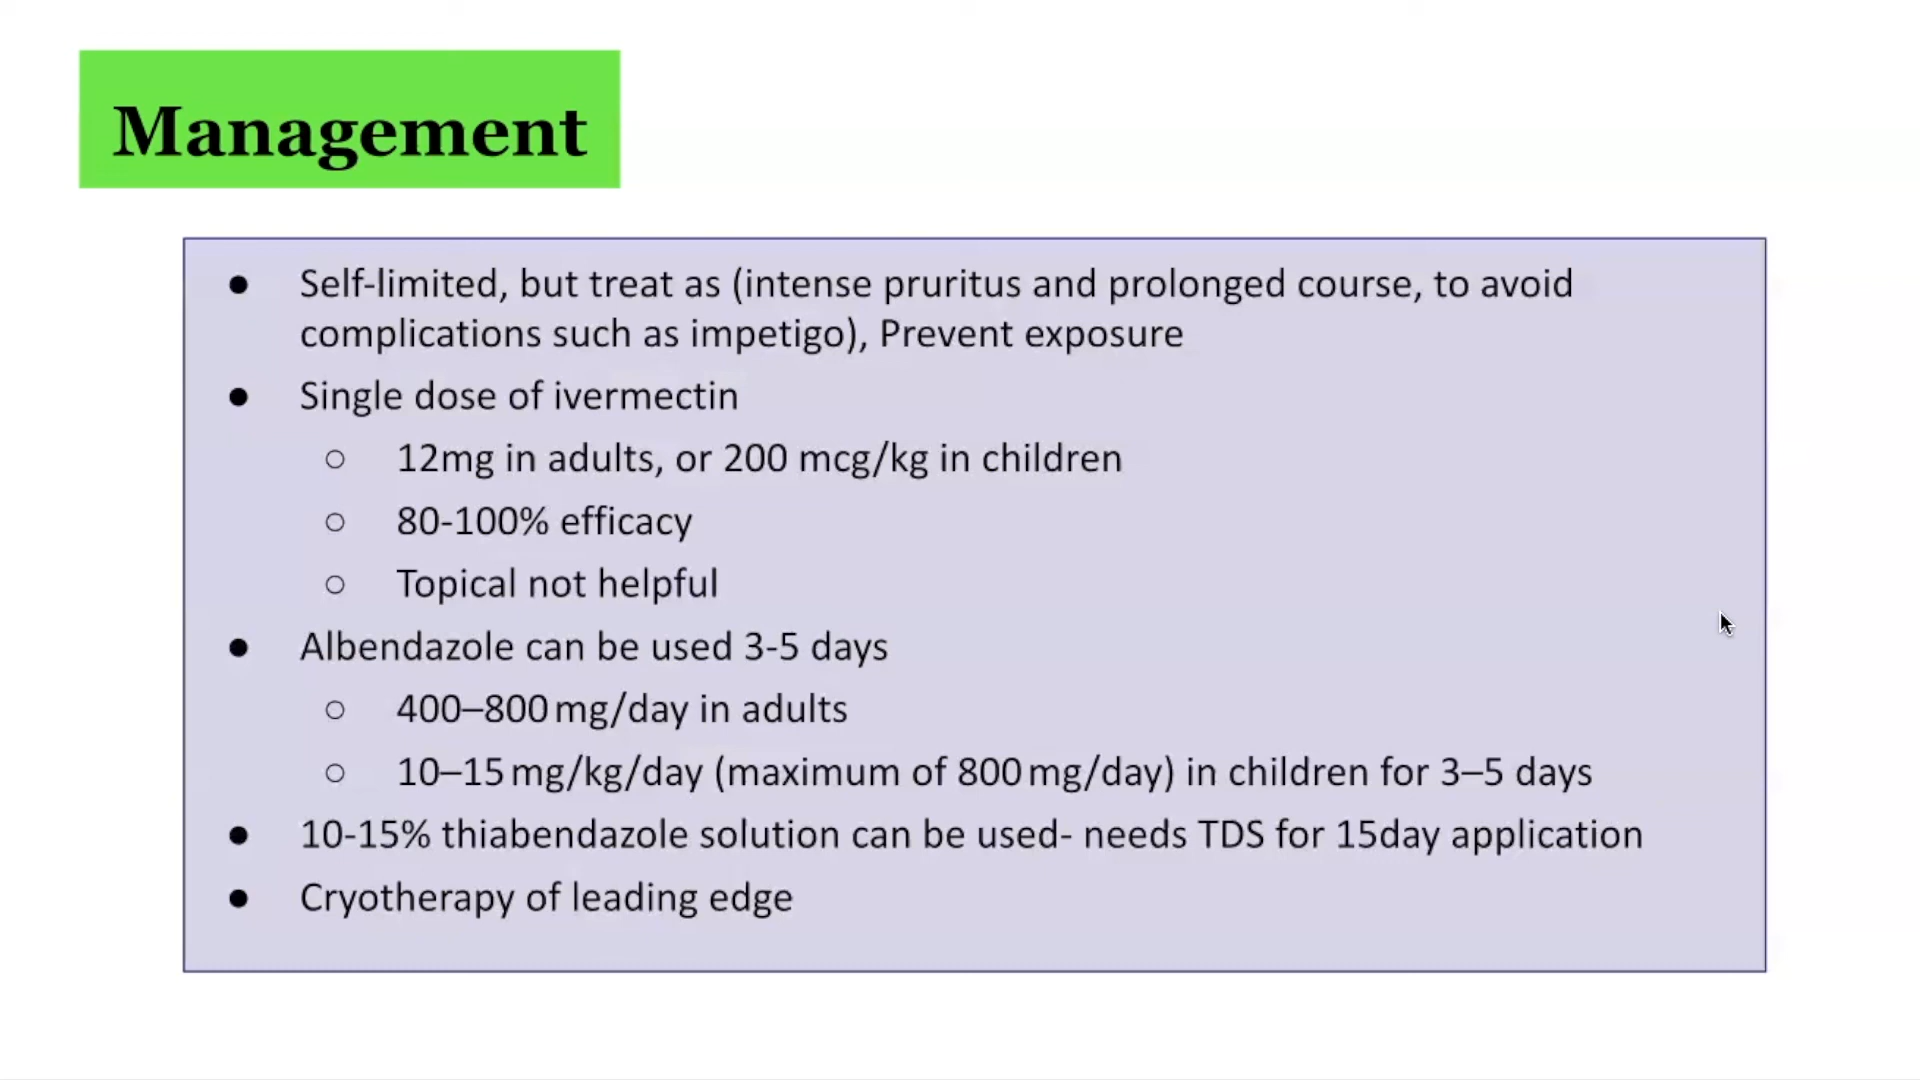 Management
● Self-limited, but treat as (intense pruritus and prolonged course, to avoid
complications such as impetigo), Prevent exposure
● Single dose of ivermectin
○ 12mg in adults, or 200 mcg/kg in children
○ 80-100% efficacy
○ Topical not helpful
● Albendazole can be used 3-5 days
○ 400–800 mg/day in adults
○ 10–15 mg/kg/day (maximum of 800 mg/day) in children for 3–5 days
● 10-15% thiabendazole solution can be used- needs TDS for 15day application
● Cryotherapy of leading edge